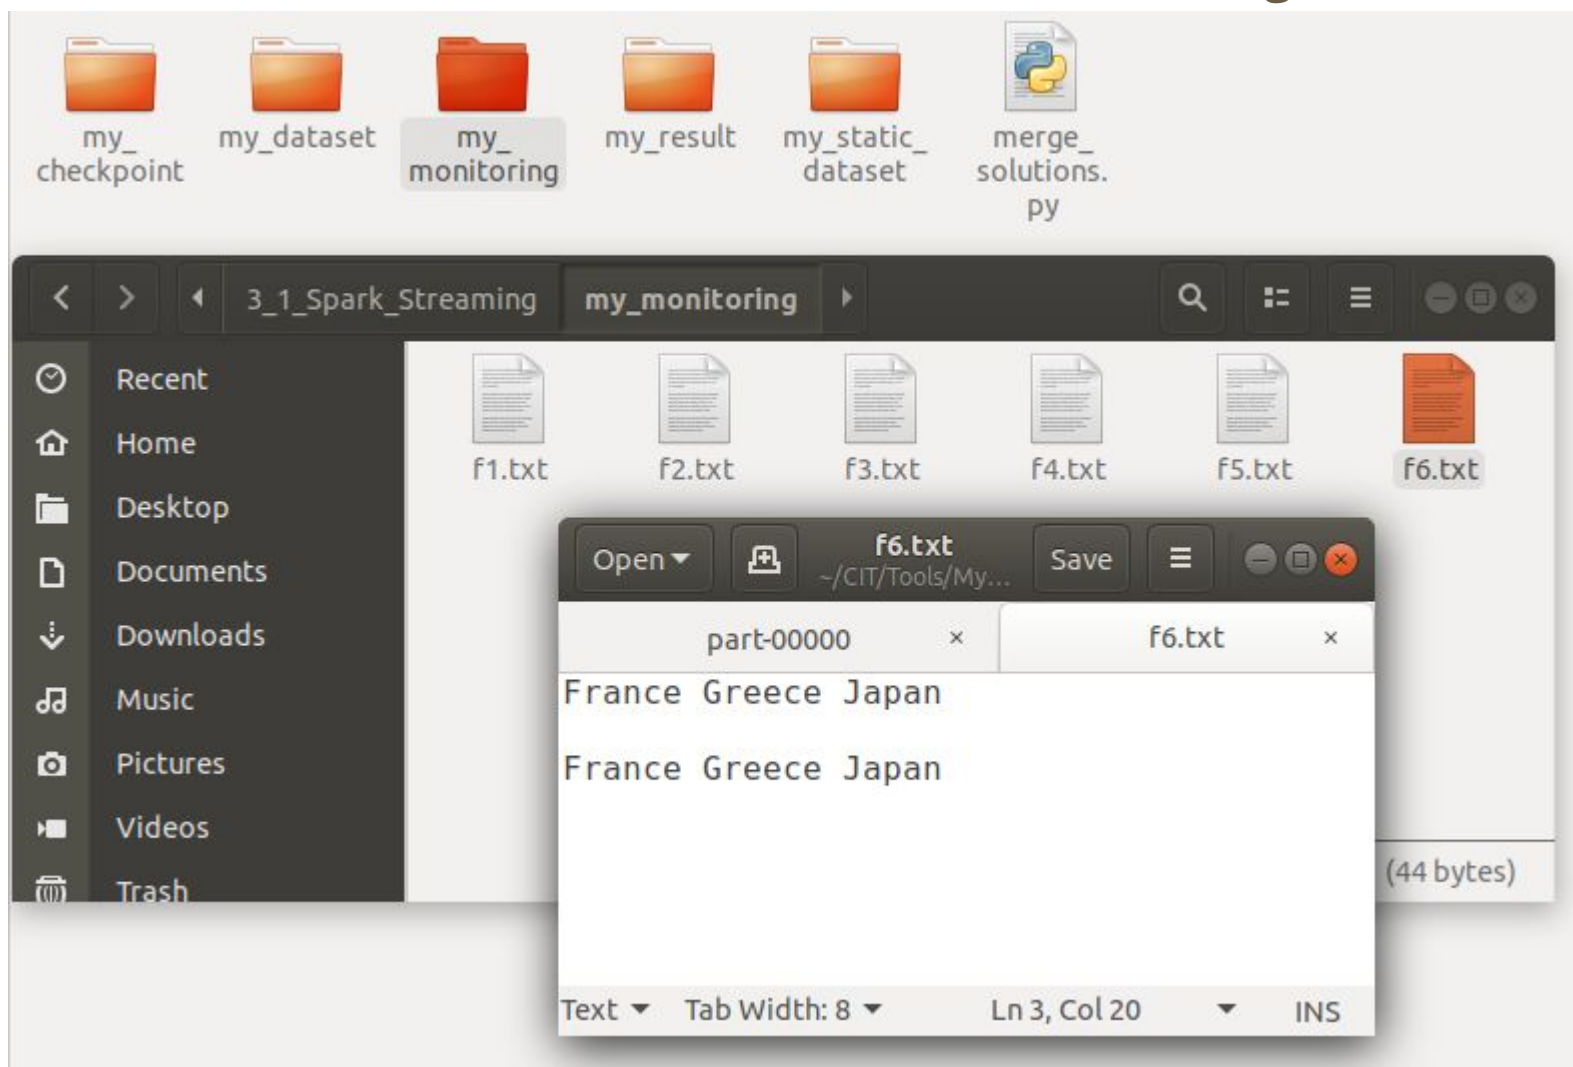 my_
checkpoint
my_dataset
my_
monitoring
my_result
my_static_
dataset
merge_
solutions.
py
3_1_Spark_Streaming
my_monitoring
Recent
Home
Desktop
Documents
Downloads
Music
Pictures
Videos
Trash
f1.txt
f2.txt
f3.txt
f4.txt
f5.txt
f6.txt
Open
f6.txt
~/CIT/Tools/My...
Save
part-00000
f6.txt
France Greece Japan
France Greece Japan
(44 bytes)
Text
Tab Width: 8
Ln 3, Col 20
INS